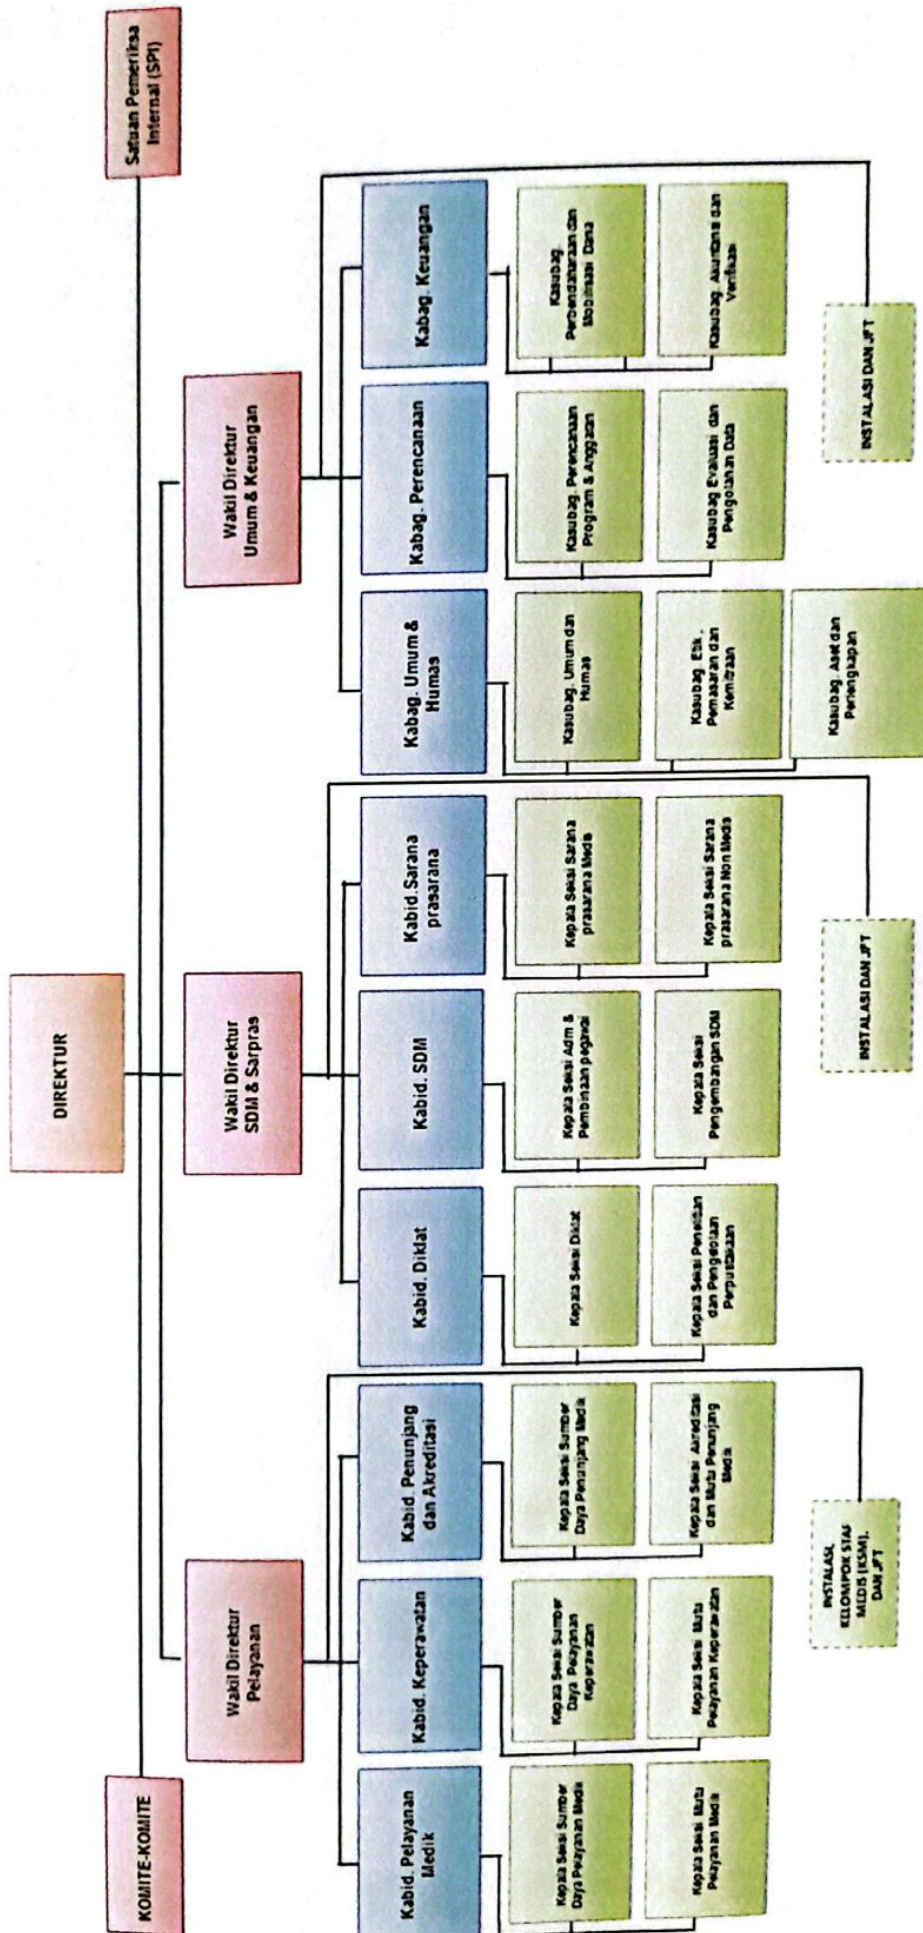 DIREKTUR
KOMITE-KOMITE
Satuan Pemeriksa
Internal (SPI)
Wakil Direktur
Pelayanan
Wakil Direktur
SDM & Sarpras
Wakil Direktur
Umum & Keuangan
Kabid. Pelayanan
Medik
Kabid. Keperawatan
Kabid. Penunjang
dan Akreditasi
Kabid. Diklat
Kabid. SDM
Kabid.Sarana
prasarana
Kabag. Umum &
Humas
Kabag. Perencanaan
Kabag. Keuangan
Kepala Seksi Sumber
Daya Pelayanan Medik
Kepala Seksi Sumber
Daya Pelayanan
Keperawatan
Kepala Seksi Sumber
Daya Penunjang Medik
Kepala Seksi Diklat
Kepala Seksi Adm &
Pembinaan pegawai
Kepala Seksi Sarana
prasarana Medis
Kasubag. Umum dan
Humas
Kasubag. Perencanaan
Program & Anggaran
Kasubag.
Perbendaharaan dan
Mobilisasi Dana
Kepala Seksi Mutu
Pelayanan Medik
Kepala Seksi Mutu
Pelayanan Keperawatan
Kepala Seksi Akreditasi
dan Mutu Penunjang
Medik
Kepala Seksi Penelitian
dan Pengelolaan
Perpustakaan
Kepala Seksi
Pengembangan SDM
Kepala Seksi Sarana
prasarana Non Medis
Kasubag. Etik,
Pemasaran dan
Kemitraan
Kasubag Evaluasi dan
Pengolahan Data
Kasubag. Akuntansi dan
Verifikasi
Kasubag. Aset dan
Perlengkapan
INSTALASI,
KELOMPOK STAF
MEDIS (KSM),
DAN JFT
INSTALASI DAN JFT
INSTALASI DAN JFT